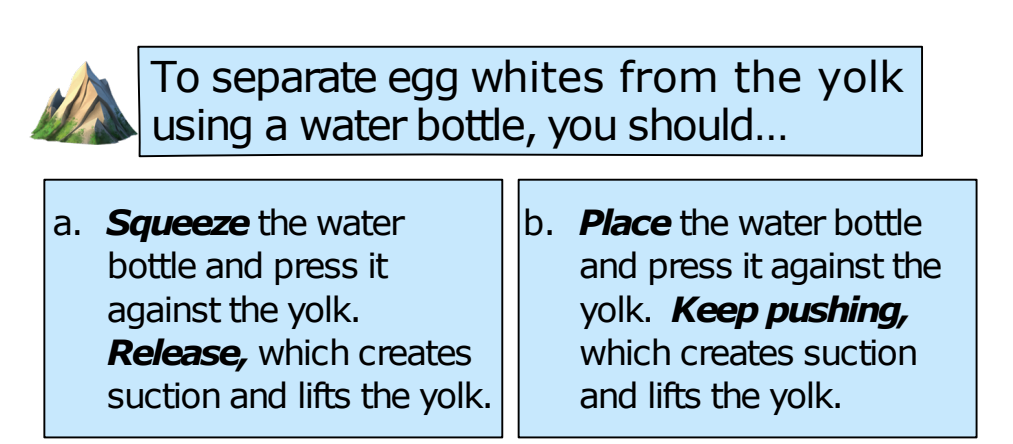 To separate egg whites from the yolk
using a water bottle, you should...
a. Squeeze the water
bottle and press it
against the yolk.
Release, which creates
suction and lifts the yolk.
b. Place the water bottle
and press it against the
yolk. Keep pushing,
which creates suction
and lifts the yolk.